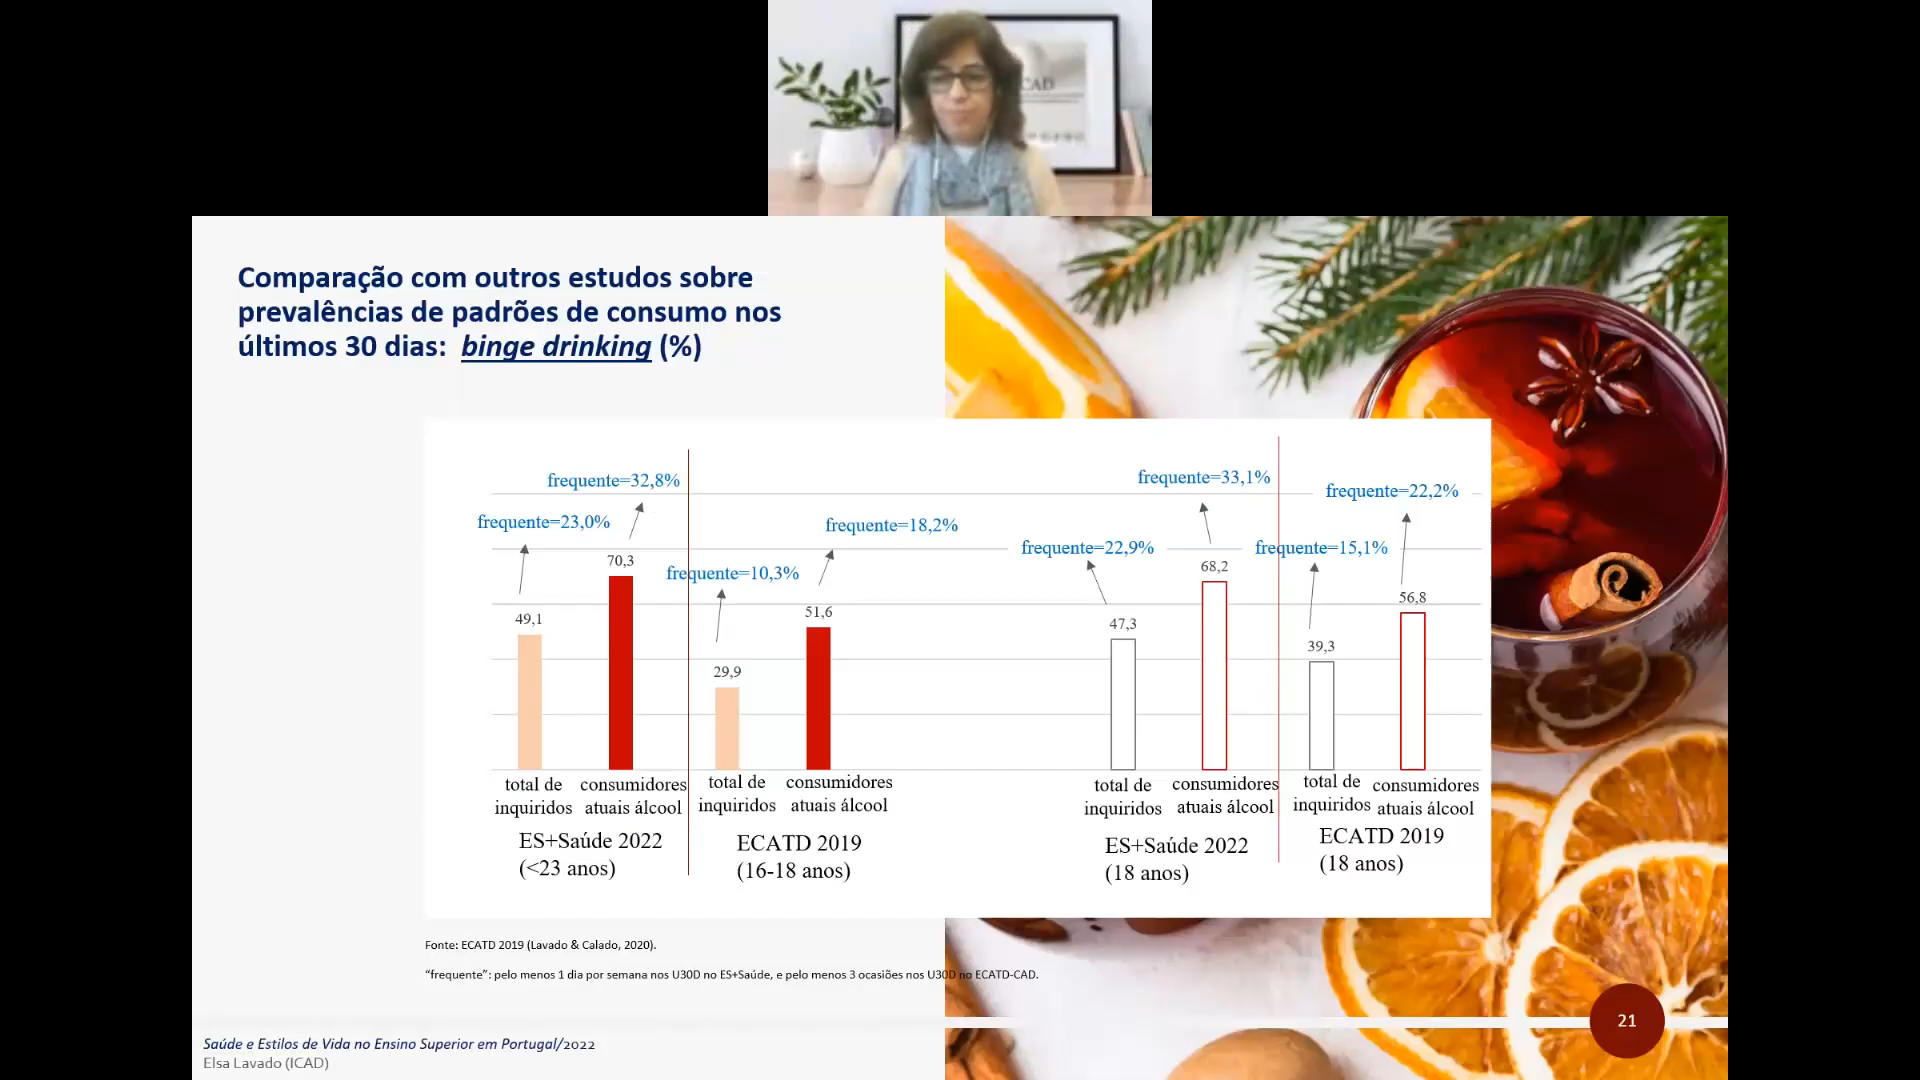 CAD
Comparação com outros estudos sobre
prevalências de padrões de consumo nos
últimos 30 dias: binge drinking (%)
frequente=32,8%
frequente=23,0%
70,3
49,1
frequente=18,2%
frequente=10,3%
51,6
29,9
frequente=33,1%
frequente=22,9%
68,2
47,3
frequente=22,2%
frequente=15,1%
56,8
39,3
total de
inquiridos
consumidores
atuais álcool
total de
inquiridos
consumidores
atuais álcool
total de
inquiridos
consumidores
atuais álcool
total de
inquiridos
consumidores
atuais álcool
ES+Saúde 2022
(<23 anos)
ECATD 2019
(16-18 anos)
ES+Saúde 2022
(18 anos)
ECATD 2019
(18 anos)
Fonte: ECATD 2019 (Lavado & Calado, 2020).
“frequente”: pelo menos 1 dia por semana nos U30D no ES+Saúde, e pelo menos 3 ocasiões nos U30D no ECATD-CAD.
21
Saúde e Estilos de Vida no Ensino Superior em Portugal/2022
Elsa Lavado (ICAD)